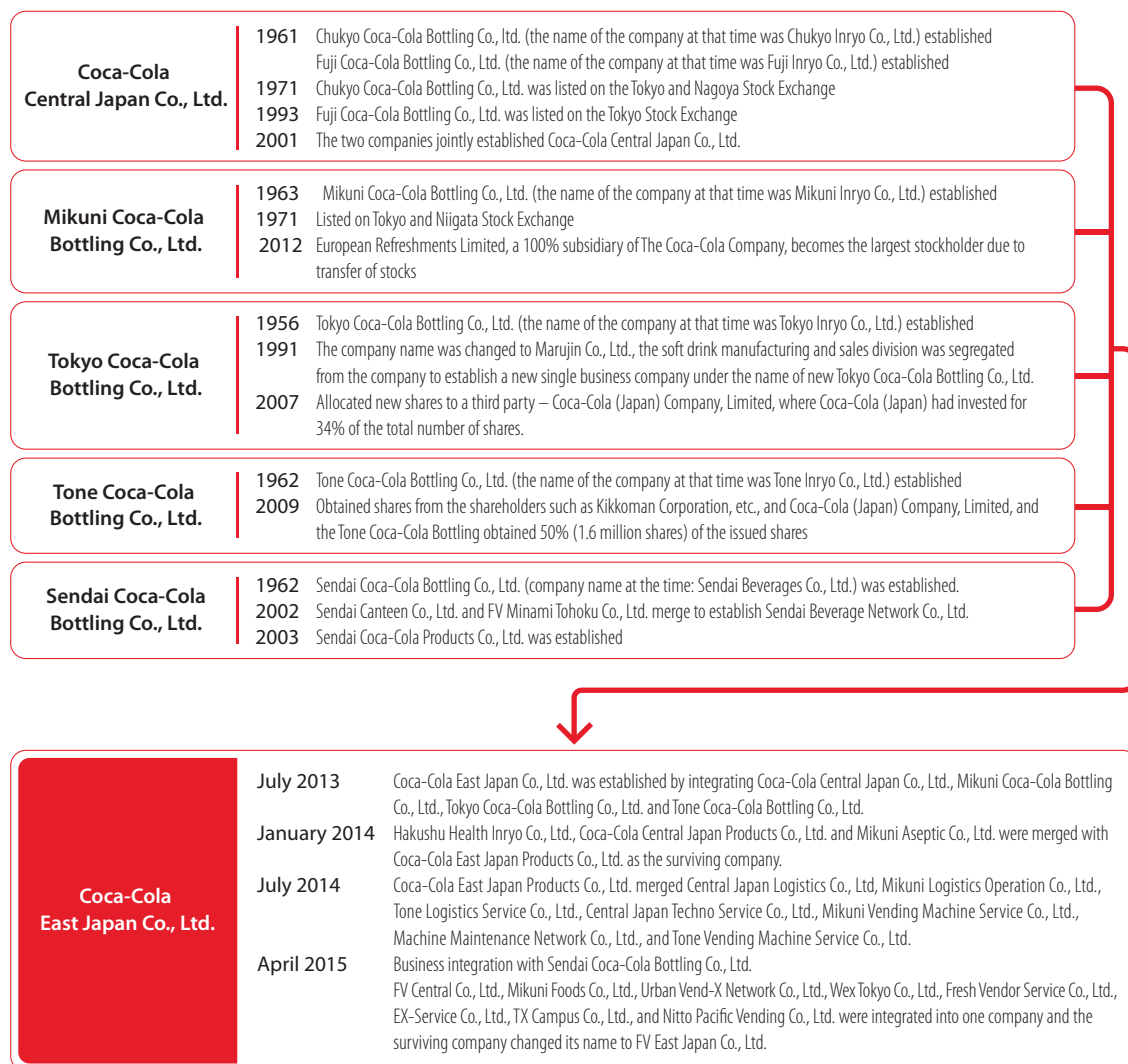 Coca-Cola
Central Japan Co., Ltd.
1961 Chukyo Coca-Cola Bottling Co., ltd. (the name of the company at that time was Chukyo Inryo Co., Ltd.) established
Fuji Coca-Cola Bottling Co., Ltd. (the name of the company at that time was Fuji Inryo Co., Ltd.) established
1971 Chukyo Coca-Cola Bottling Co., Ltd. was listed on the Tokyo and Nagoya Stock Exchange
1993 Fuji Coca-Cola Bottling Co., Ltd. was listed on the Tokyo Stock Exchange
2001 The two companies jointly established Coca-Cola Central Japan Co., Ltd.
Mikuni Coca-Cola
Bottling Co., Ltd.
1963 Mikuni Coca-Cola Bottling Co., Ltd. (the name of the company at that time was Mikuni Inryo Co., Ltd.) established
1971 Listed on Tokyo and Niigata Stock Exchange
2012 European Refreshments Limited, a 100% subsidiary of The Coca-Cola Company, becomes the largest stockholder due to
transfer of stocks
Tokyo Coca-Cola
Bottling Co., Ltd.
1956 Tokyo Coca-Cola Bottling Co., Ltd. (the name of the company at that time was Tokyo Inryo Co., Ltd.) established
1991 The company name was changed to Marujin Co., Ltd., the soft drink manufacturing and sales division was segregated
from the company to establish a new single business company under the name of new Tokyo Coca-Cola Bottling Co., Ltd.
2007 Allocated new shares to a third party – Coca-Cola (Japan) Company, Limited, where Coca-Cola (Japan) had invested for
34% of the total number of shares.
Tone Coca-Cola
Bottling Co., Ltd.
1962 Tone Coca-Cola Bottling Co., Ltd. (the name of the company at that time was Tone Inryo Co., Ltd.) established
2009 Obtained shares from the shareholders such as Kikkoman Corporation, etc., and Coca-Cola (Japan) Company, Limited, and
the Tone Coca-Cola Bottling obtained 50% (1.6 million shares) of the issued shares
Sendai Coca-Cola
Bottling Co., Ltd.
1962 Sendai Coca-Cola Bottling Co., Ltd. (company name at the time: Sendai Beverages Co., Ltd.) was established.
2002 Sendai Canteen Co., Ltd. and FV Minami Tohoku Co., Ltd. merge to establish Sendai Beverage Network Co., Ltd.
2003 Sendai Coca-Cola Products Co., Ltd. was established
Coca-Cola
East Japan Co., Ltd.
July 2013 Coca-Cola East Japan Co., Ltd. was established by integrating Coca-Cola Central Japan Co., Ltd., Mikuni Coca-Cola Bottling
Co., Ltd., Tokyo Coca-Cola Bottling Co., Ltd. and Tone Coca-Cola Bottling Co., Ltd.
January 2014 Hakushu Health Inryo Co., Ltd., Coca-Cola Central Japan Products Co., Ltd. and Mikuni Aseptic Co., Ltd. were merged with
Coca-Cola East Japan Products Co., Ltd. as the surviving company.
July 2014 Coca-Cola East Japan Products Co., Ltd. merged Central Japan Logistics Co., Ltd, Mikuni Logistics Operation Co., Ltd.,
Tone Logistics Service Co., Ltd., Central Japan Techno Service Co., Ltd., Mikuni Vending Machine Service Co., Ltd.,
Machine Maintenance Network Co., Ltd., and Tone Vending Machine Service Co., Ltd.
April 2015 Business integration with Sendai Coca-Cola Bottling Co., Ltd.
FV Central Co., Ltd., Mikuni Foods Co., Ltd., Urban Vend-X Network Co., Ltd., Wex Tokyo Co., Ltd., Fresh Vendor Service Co., Ltd.,
EX-Service Co., Ltd., TX Campus Co., Ltd., and Nitto Pacific Vending Co., Ltd. were integrated into one company and the
surviving company changed its name to FV East Japan Co., Ltd.